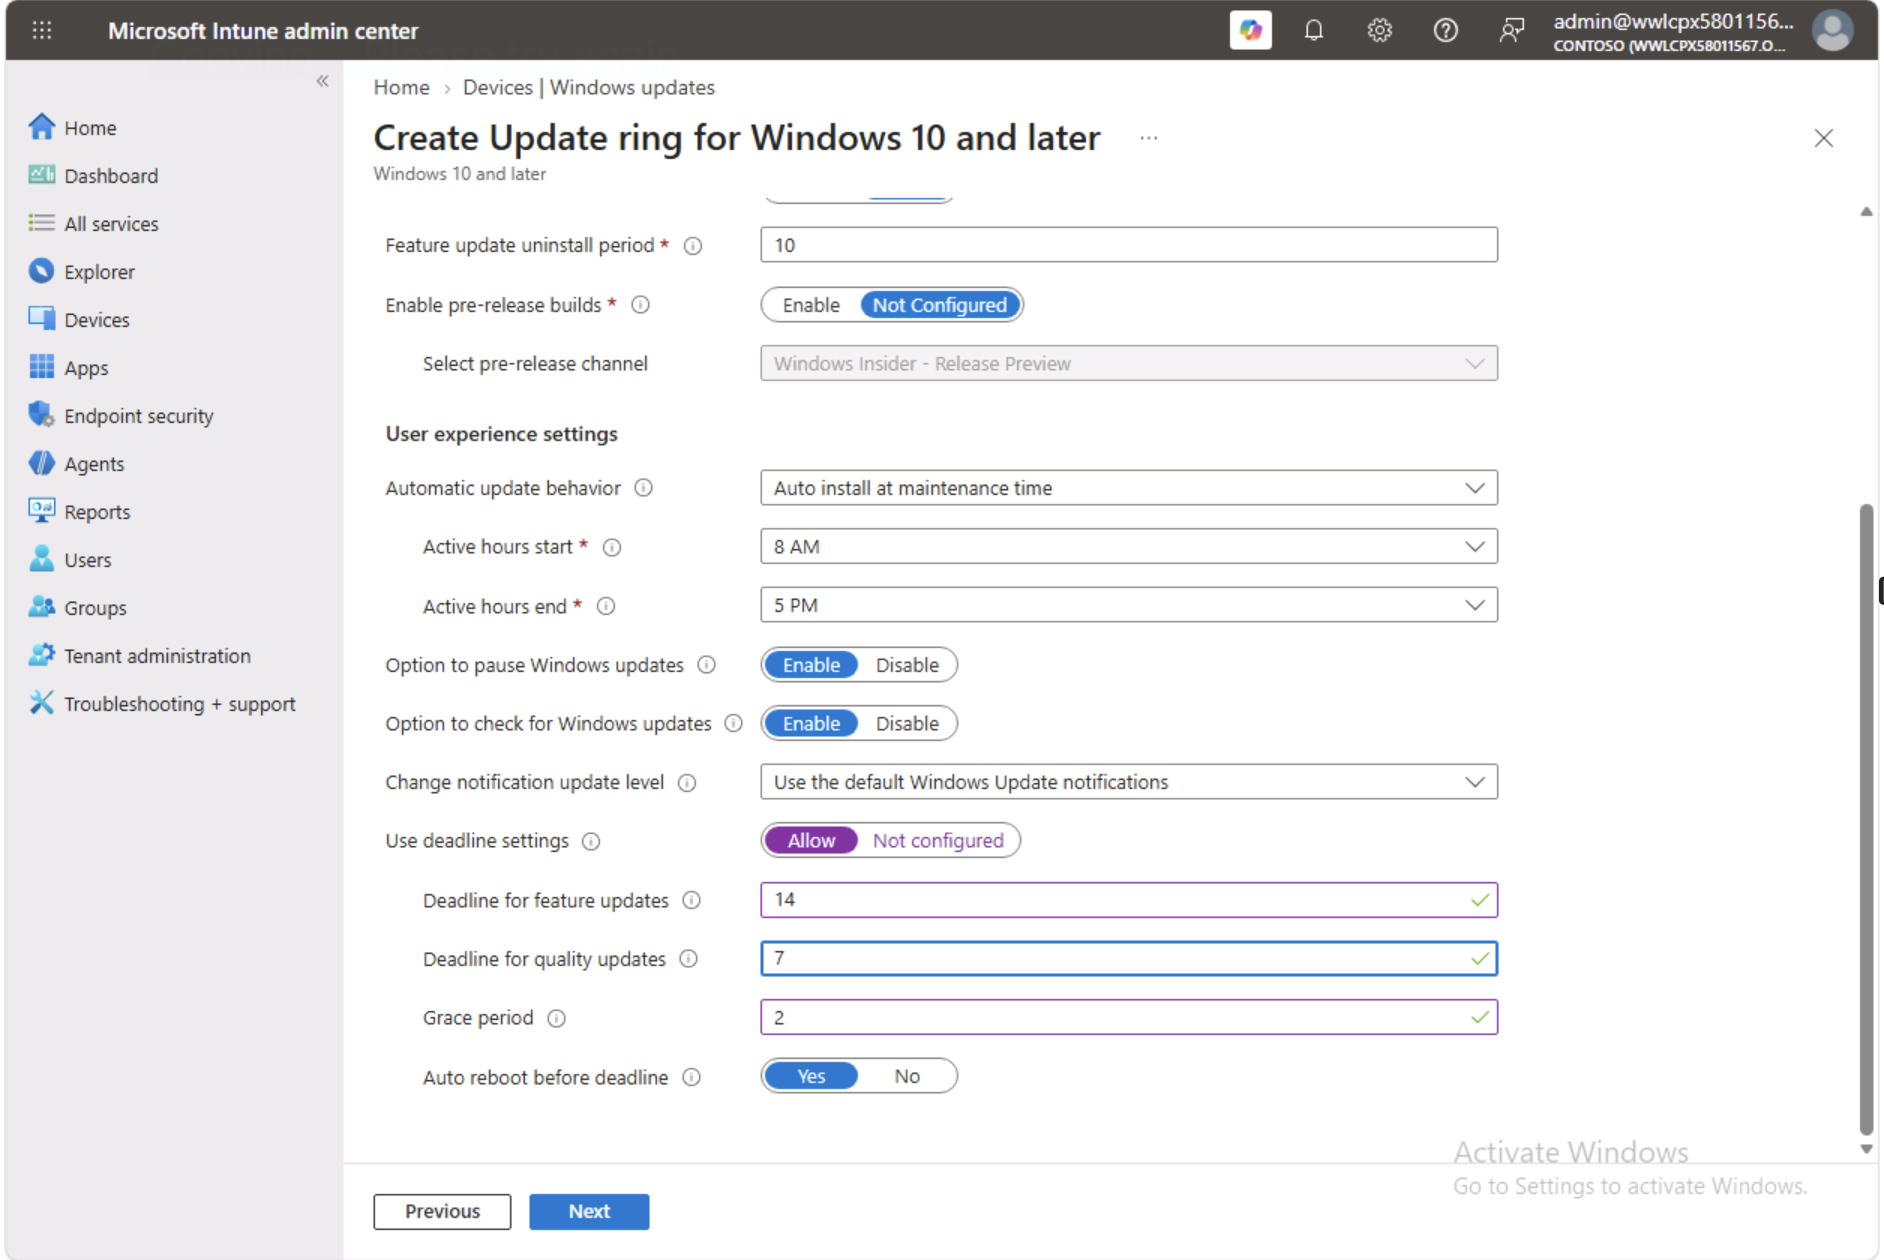 Microsoft Intune admin center
admin@wwlcpx5801156...
CONTOSO (WWLCPX58011567.O...
Home
Dashboard
All services
Explorer
Devices
Apps
Endpoint security
Agents
Reports
Users
Groups
Tenant administration
Troubleshooting + support
Home > Devices | Windows updates
Create Update ring for Windows 10 and later ...
Windows 10 and later
Feature update uninstall period * 10
Enable pre-release builds * Enable Not Configured
Select pre-release channel Windows Insider - Release Preview
User experience settings
Automatic update behavior Auto install at maintenance time
Active hours start * 8 AM
Active hours end * 5 PM
Option to pause Windows updates Enable Disable
Option to check for Windows updates Enable Disable
Change notification update level Use the default Windows Update notifications
Use deadline settings Allow Not configured
Deadline for feature updates 14
Deadline for quality updates 7
Grace period 2
Auto reboot before deadline Yes No
Activate Windows
Go to Settings to activate Windows.
Previous Next